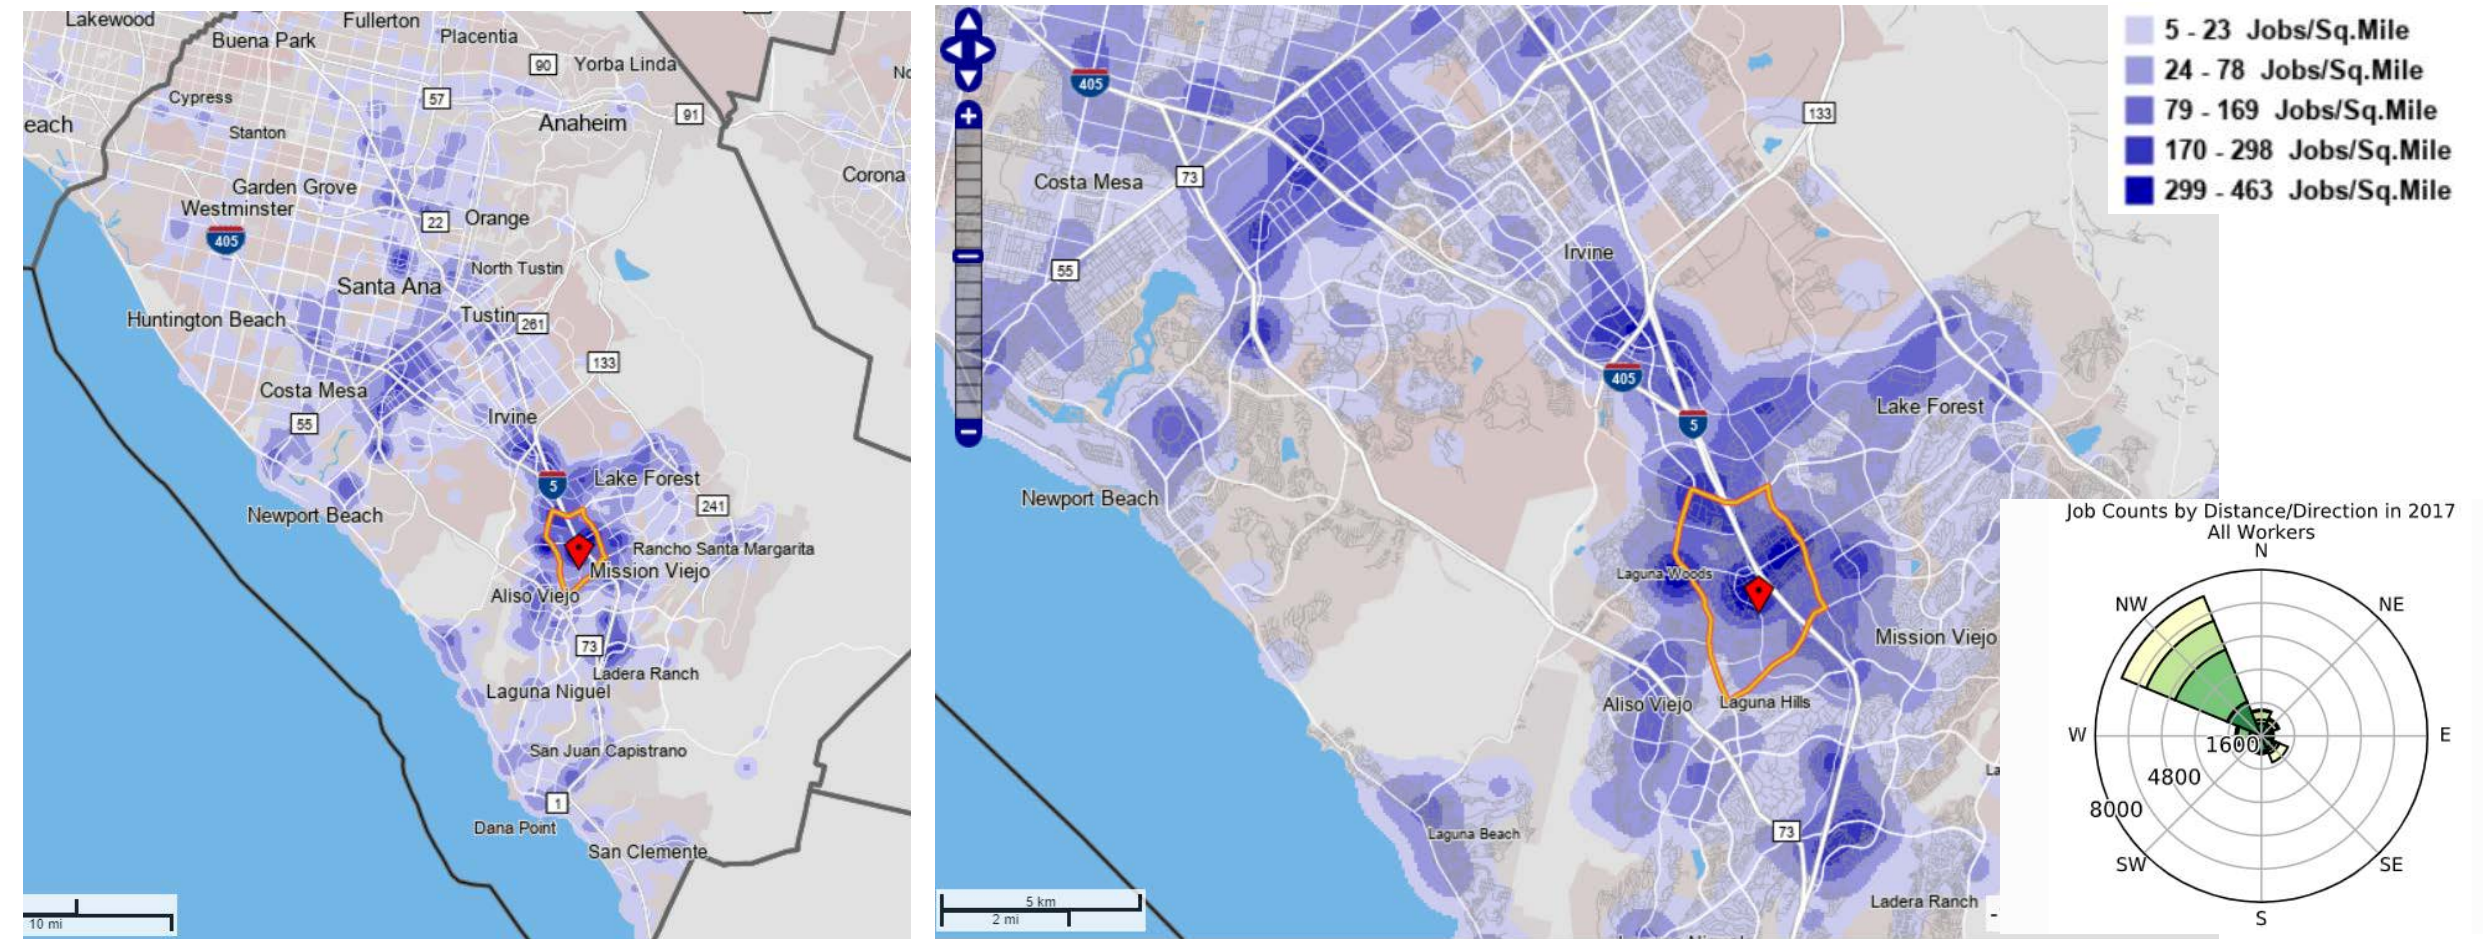 Lakewood
Fullerton
Buena Park
Placentia
90
Yorba Linda
No
Cypress
57
91
each
Stanton
Anaheim
Corona
Garden Grove
Westminster
22
Orange
405
North Tustin
Santa Ana
Huntington Beach
Tustin
261
133
Costa Mesa
55
Irvine
5
Lake Forest
241
Newport Beach
Rancho Santa Margarita
Mission Viejo
Aliso Viejo
73
Ladera Ranch
Laguna Niguel
San Juan Capistrano
1
Dana Point
San Clemente
10 mi
405
133
Costa Mesa
73
Irvine
55
405
Lake Forest
5
Newport Beach
Laguna Woods
Mission Viejo
Aliso Viejo
Laguna Hills
La
73
Laguna Beach
Ladera Ranch
5 km
2 mi
5 - 23 Jobs/Sq.Mile
24 - 78 Jobs/Sq.Mile
79 - 169 Jobs/Sq.Mile
170 - 298 Jobs/Sq.Mile
299 - 463 Jobs/Sq.Mile
Job Counts by Distance/Direction in 2017
All Workers
N
NW
NE
W
1600
E
4800
8000
SW
SE
S